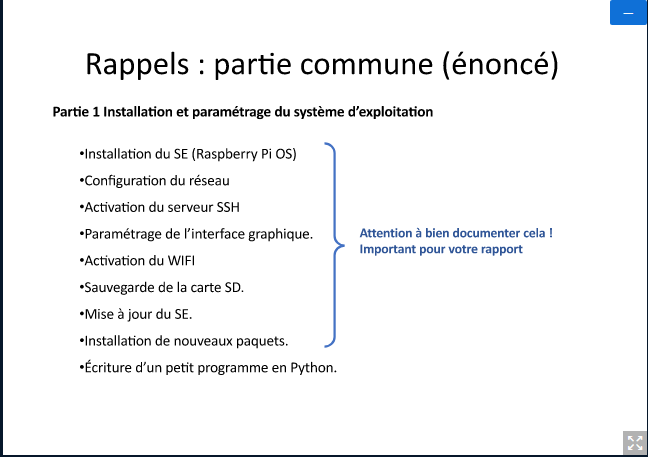 Rappels : partie commune (énoncé)
Partie 1 Installation et paramétrage du système d’exploitation
•Installation du SE (Raspberry Pi OS)
•Configuration du réseau
•Activation du serveur SSH
•Paramétrage de l’interface graphique.
•Activation du WIFI
•Sauvegarde de la carte SD.
•Mise à jour du SE.
•Installation de nouveaux paquets.
•Écriture d’un petit programme en Python.
Attention à bien documenter cela !
Important pour votre rapport